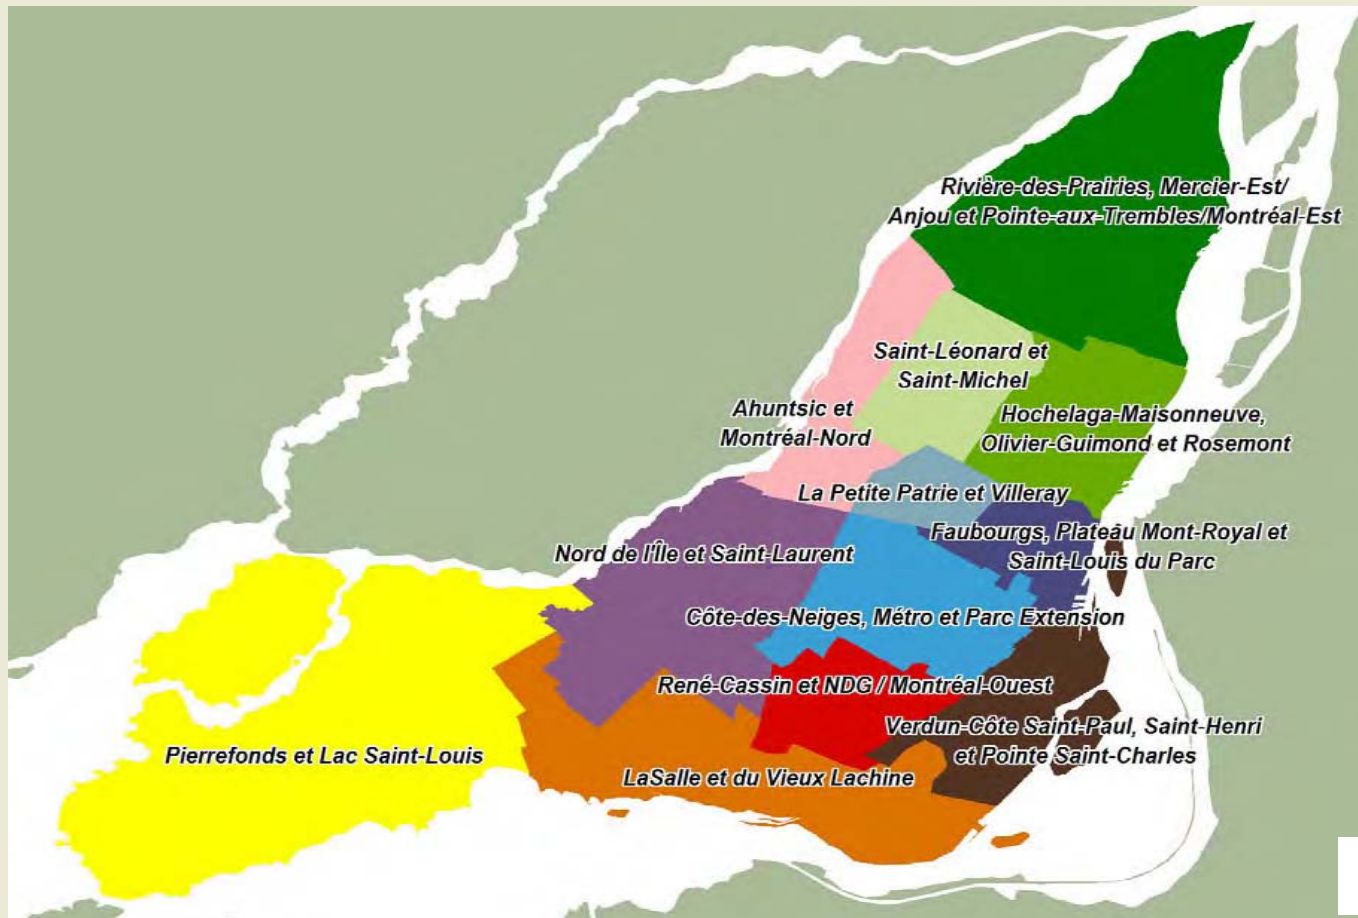 Rivière-des-Prairies, Mercier-Est/
Anjou et Pointe-aux-Trembles/Montréal-Est
Saint-Léonard et
Saint-Michel
Ahuntsic et
Montréal-Nord
Hochelaga-Maisonneuve,
Olivier-Guimond et Rosemont
La Petite Patrie et Villeray
Faubourgs, Plateau Mont-Royal et
Saint-Louis du Parc
Nord de l'Île et Saint-Laurent
Côte-des-Neiges, Métro et Parc Extension
René-Cassin et NDG / Montréal-Ouest
Verdun-Côte Saint-Paul, Saint-Henri
et Pointe Saint-Charles
Pierrefonds et Lac Saint-Louis
LaSalle et du Vieux Lachine